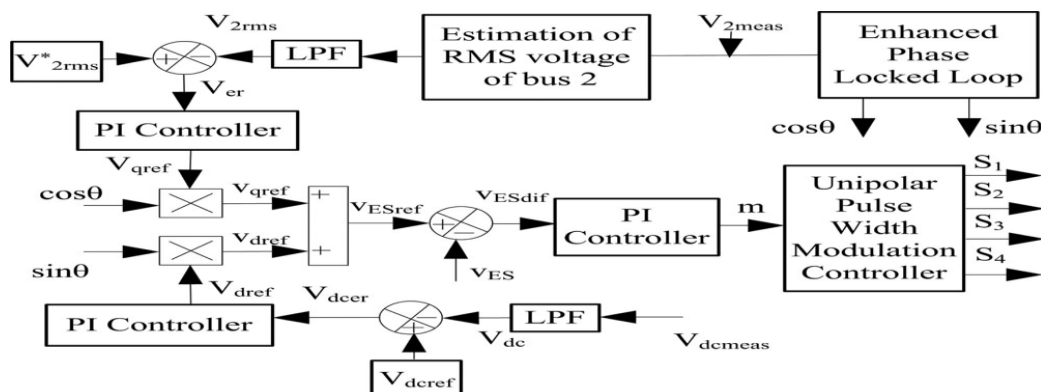 V*2rms
V2rms
LPF
Estimation of
RMS voltage
of bus 2
V2meas
Enhanced
Phase
Locked Loop
+
−
Ver
PI Controller
cosθ
sinθ
Vqref
cosθ
×
vqref
+
vESref
+
−
vESdif
PI
Controller
m
Unipolar
Pulse
Width
Modulation
Controller
S1
S2
S3
S4
sinθ
×
vdref
+
vES
Vdref
PI Controller
Vdcer
−
+
Vdc
LPF
Vdcmeas
Vdcref